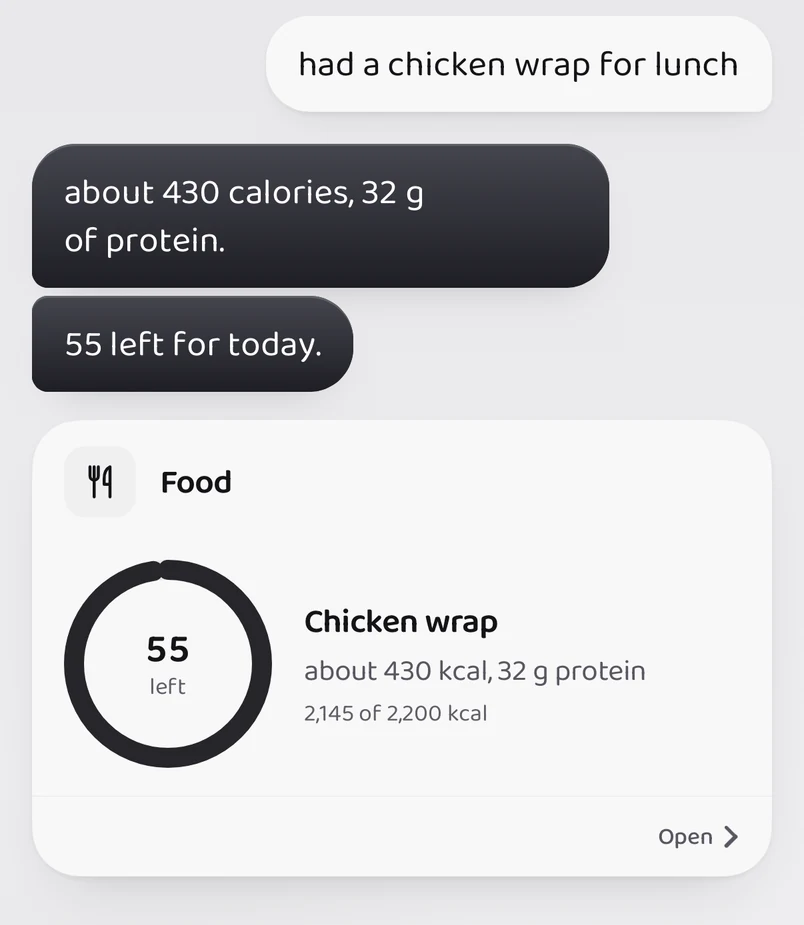 had a chicken wrap for lunch
about 430 calories, 32 g
of protein.
55 left for today.
Food
55
left
Chicken wrap
about 430 kcal, 32 g protein
2,145 of 2,200 kcal
Open